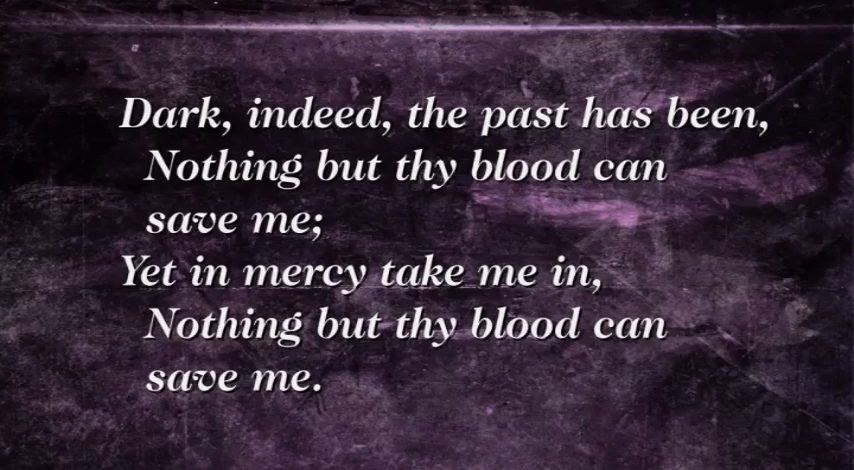 Dark, indeed, the past has been,
Nothing but thy blood can
save me;
Yet in mercy take me in,
Nothing but thy blood can
save me.